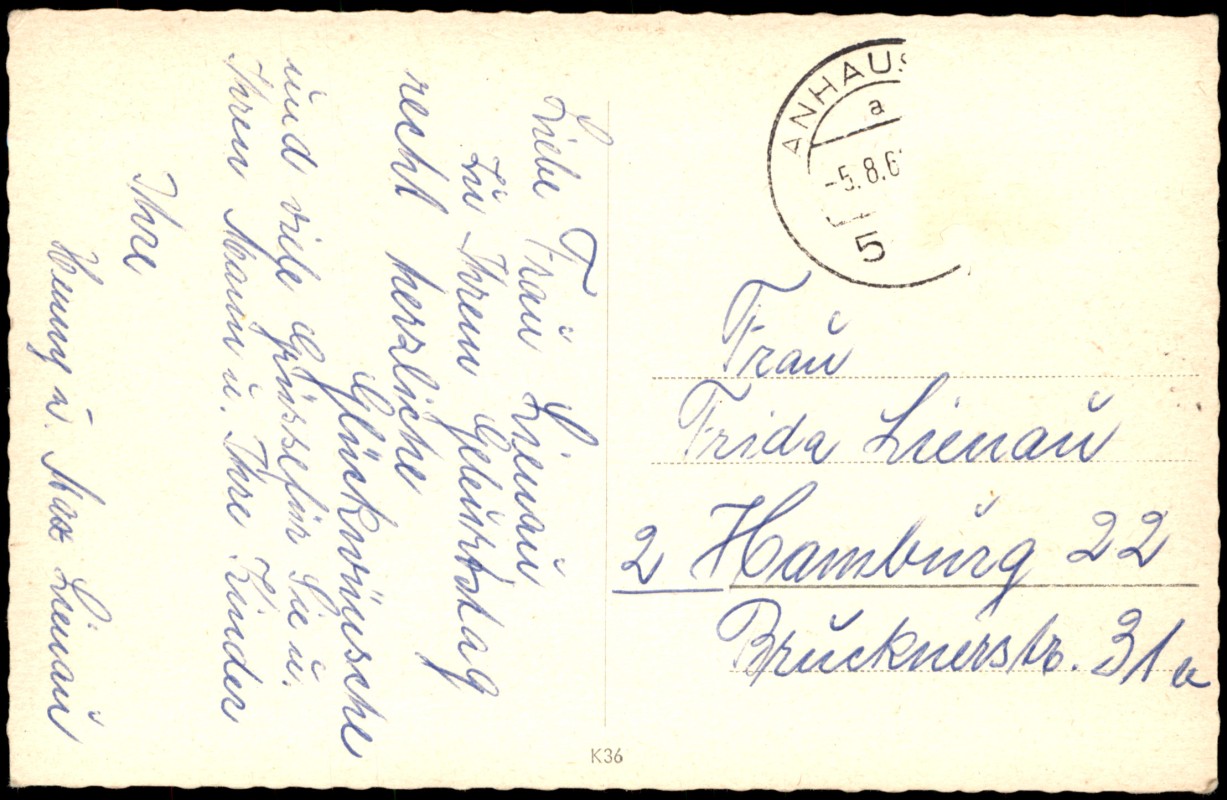 Liebe Frau Lienau
Zu Ihrem Geburtstag
recht herzliche
Glückwünsche
und viele Grüsse für Sie u.
Ihren Mann u. Ihre Kinder
Ihre
Henny u. Max Lienau
ANHAUS
a
-5.8.6
5
Frau
Frida Lienau
2 Hamburg 22
Brucknerstr. 31a
K36